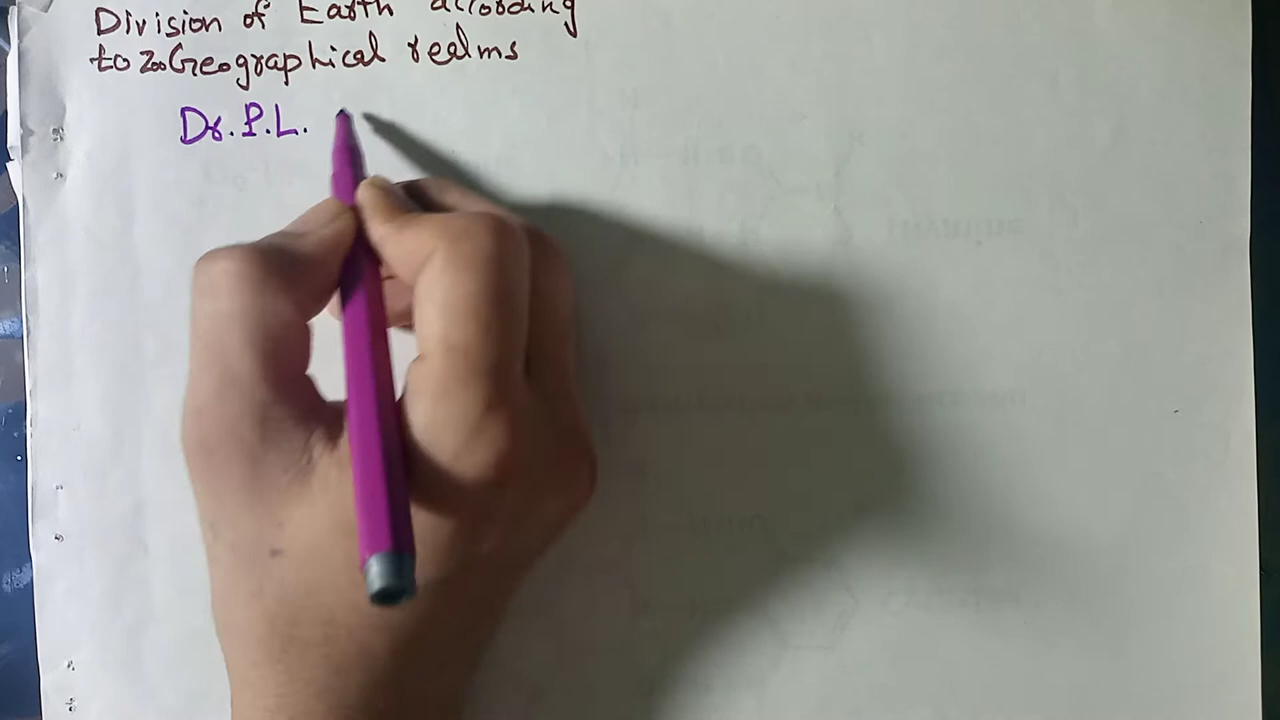 Division of Earth according
to ZooGeographical realms
Dr. P.L.